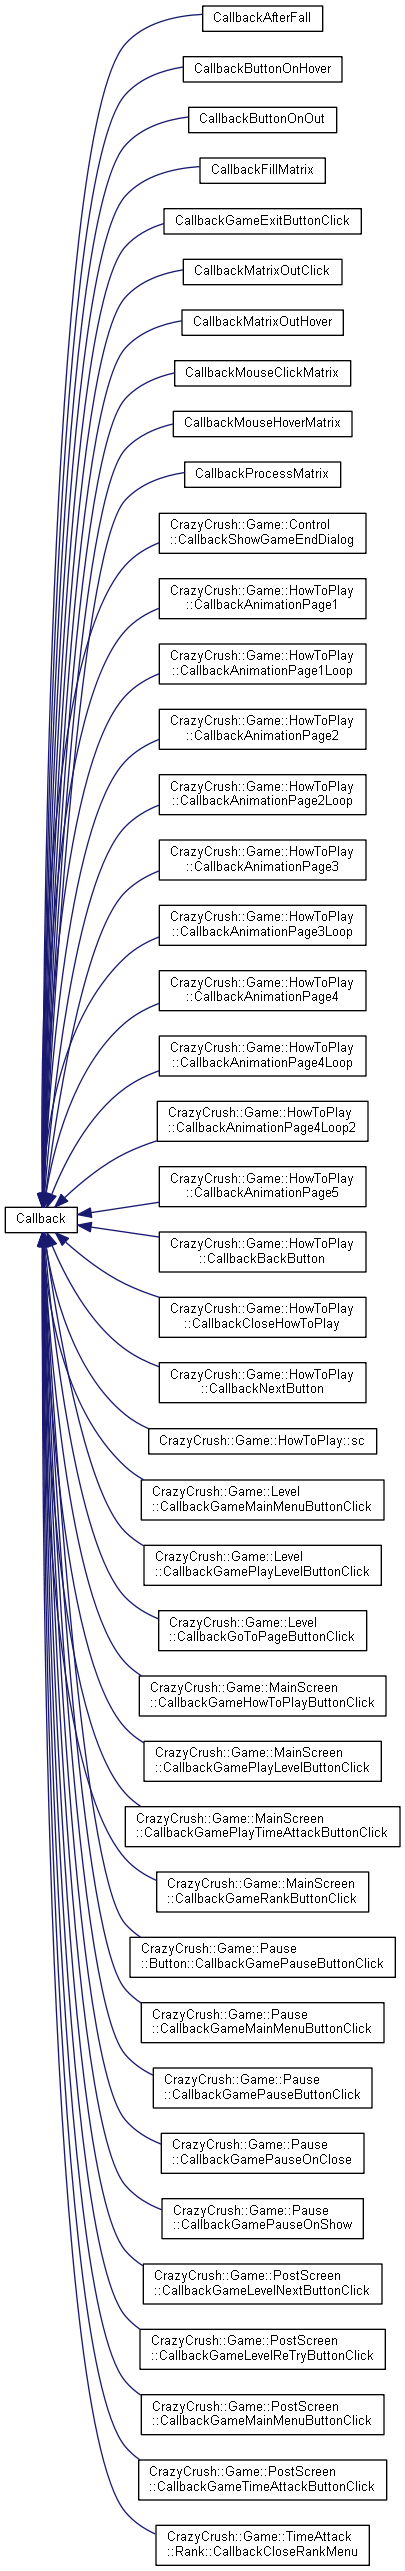 CallbackAfterFall
CallbackButtonOnHover
CallbackButtonOnOut
CallbackFillMatrix
CallbackGameExitButtonClick
CallbackMatrixOutClick
CallbackMatrixOutHover
CallbackMouseClickMatrix
CallbackMouseHoverMatrix
CallbackProcessMatrix
CrazyCrush::Game::Control
::CallbackShowGameEndDialog
CrazyCrush::Game::HowToPlay
::CallbackAnimationPage1
CrazyCrush::Game::HowToPlay
::CallbackAnimationPage1Loop
CrazyCrush::Game::HowToPlay
::CallbackAnimationPage2
CrazyCrush::Game::HowToPlay
::CallbackAnimationPage2Loop
CrazyCrush::Game::HowToPlay
::CallbackAnimationPage3
CrazyCrush::Game::HowToPlay
::CallbackAnimationPage3Loop
CrazyCrush::Game::HowToPlay
::CallbackAnimationPage4
CrazyCrush::Game::HowToPlay
::CallbackAnimationPage4Loop
CrazyCrush::Game::HowToPlay
::CallbackAnimationPage4Loop2
CrazyCrush::Game::HowToPlay
::CallbackAnimationPage5
Callback
CrazyCrush::Game::HowToPlay
::CallbackBackButton
CrazyCrush::Game::HowToPlay
::CallbackCloseHowToPlay
CrazyCrush::Game::HowToPlay
::CallbackNextButton
CrazyCrush::Game::HowToPlay::sc
CrazyCrush::Game::Level
::CallbackGameMainMenuButtonClick
CrazyCrush::Game::Level
::CallbackGamePlayLevelButtonClick
CrazyCrush::Game::Level
::CallbackGoToPageButtonClick
CrazyCrush::Game::MainScreen
::CallbackGameHowToPlayButtonClick
CrazyCrush::Game::MainScreen
::CallbackGamePlayLevelButtonClick
CrazyCrush::Game::MainScreen
::CallbackGamePlayTimeAttackButtonClick
CrazyCrush::Game::MainScreen
::CallbackGameRankButtonClick
CrazyCrush::Game::Pause
::Button::CallbackGamePauseButtonClick
CrazyCrush::Game::Pause
::CallbackGameMainMenuButtonClick
CrazyCrush::Game::Pause
::CallbackGamePauseButtonClick
CrazyCrush::Game::Pause
::CallbackGamePauseOnClose
CrazyCrush::Game::Pause
::CallbackGamePauseOnShow
CrazyCrush::Game::PostScreen
::CallbackGameLevelNextButtonClick
CrazyCrush::Game::PostScreen
::CallbackGameLevelReTryButtonClick
CrazyCrush::Game::PostScreen
::CallbackGameMainMenuButtonClick
CrazyCrush::Game::PostScreen
::CallbackGameTimeAttackButtonClick
CrazyCrush::Game::TimeAttack
::Rank::CallbackCloseRankMenu